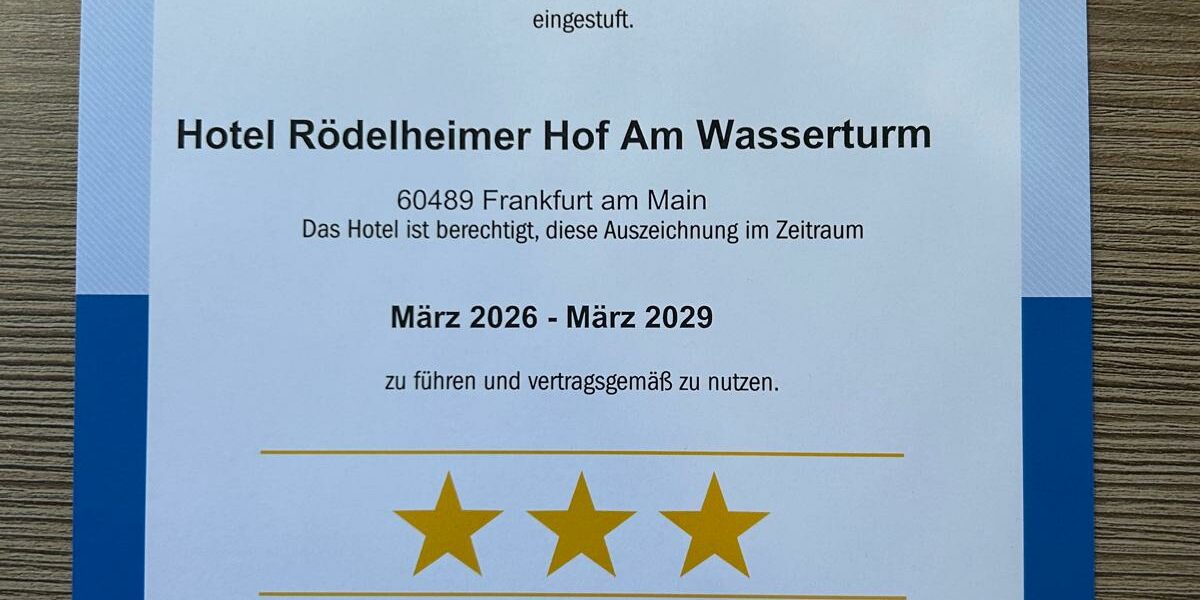 eingestuft.
Hotel Rödelheimer Hof Am Wasserturm
60489 Frankfurt am Main
Das Hotel ist berechtigt, diese Auszeichnung im Zeitraum
März 2026 - März 2029
zu führen und vertragsgemäß zu nutzen.